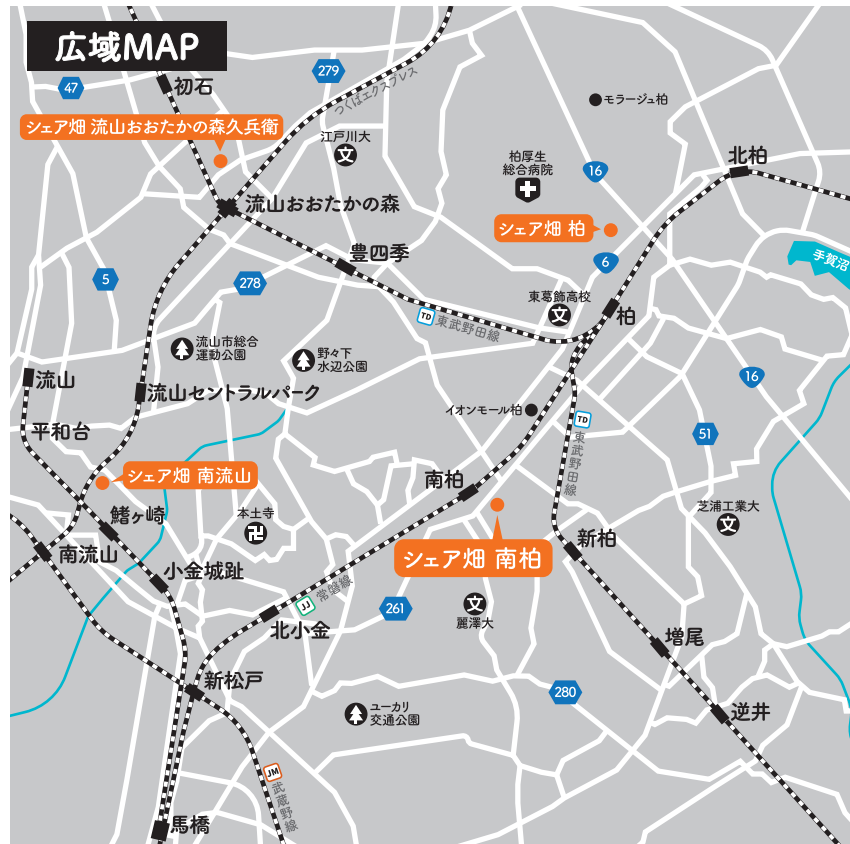 広域MAP
47
初石
279
つくばエクスプレス
モラージュ柏
シェア畑 流山おおたかの森久兵衛
江戸川大
文
柏厚生
総合病院
16
北柏
流山おおたかの森
シェア畑 柏
豊四季
6
手賀沼
5
278
東葛飾高校
文
柏
TD
東武野田線
流山市総合
運動公園
野々下
水辺公園
流山
流山セントラルパーク
16
イオンモール柏
TD
東武野田線
平和台
51
シェア畑 南流山
南柏
鰭ヶ崎
本土寺
卍
芝浦工業大
文
南流山
シェア畑 南柏
新柏
小金城趾
JJ
常磐線
261
文
麗澤大
北小金
増尾
新松戸
280
ユーカリ
交通公園
逆井
JM
武蔵野線
馬橋